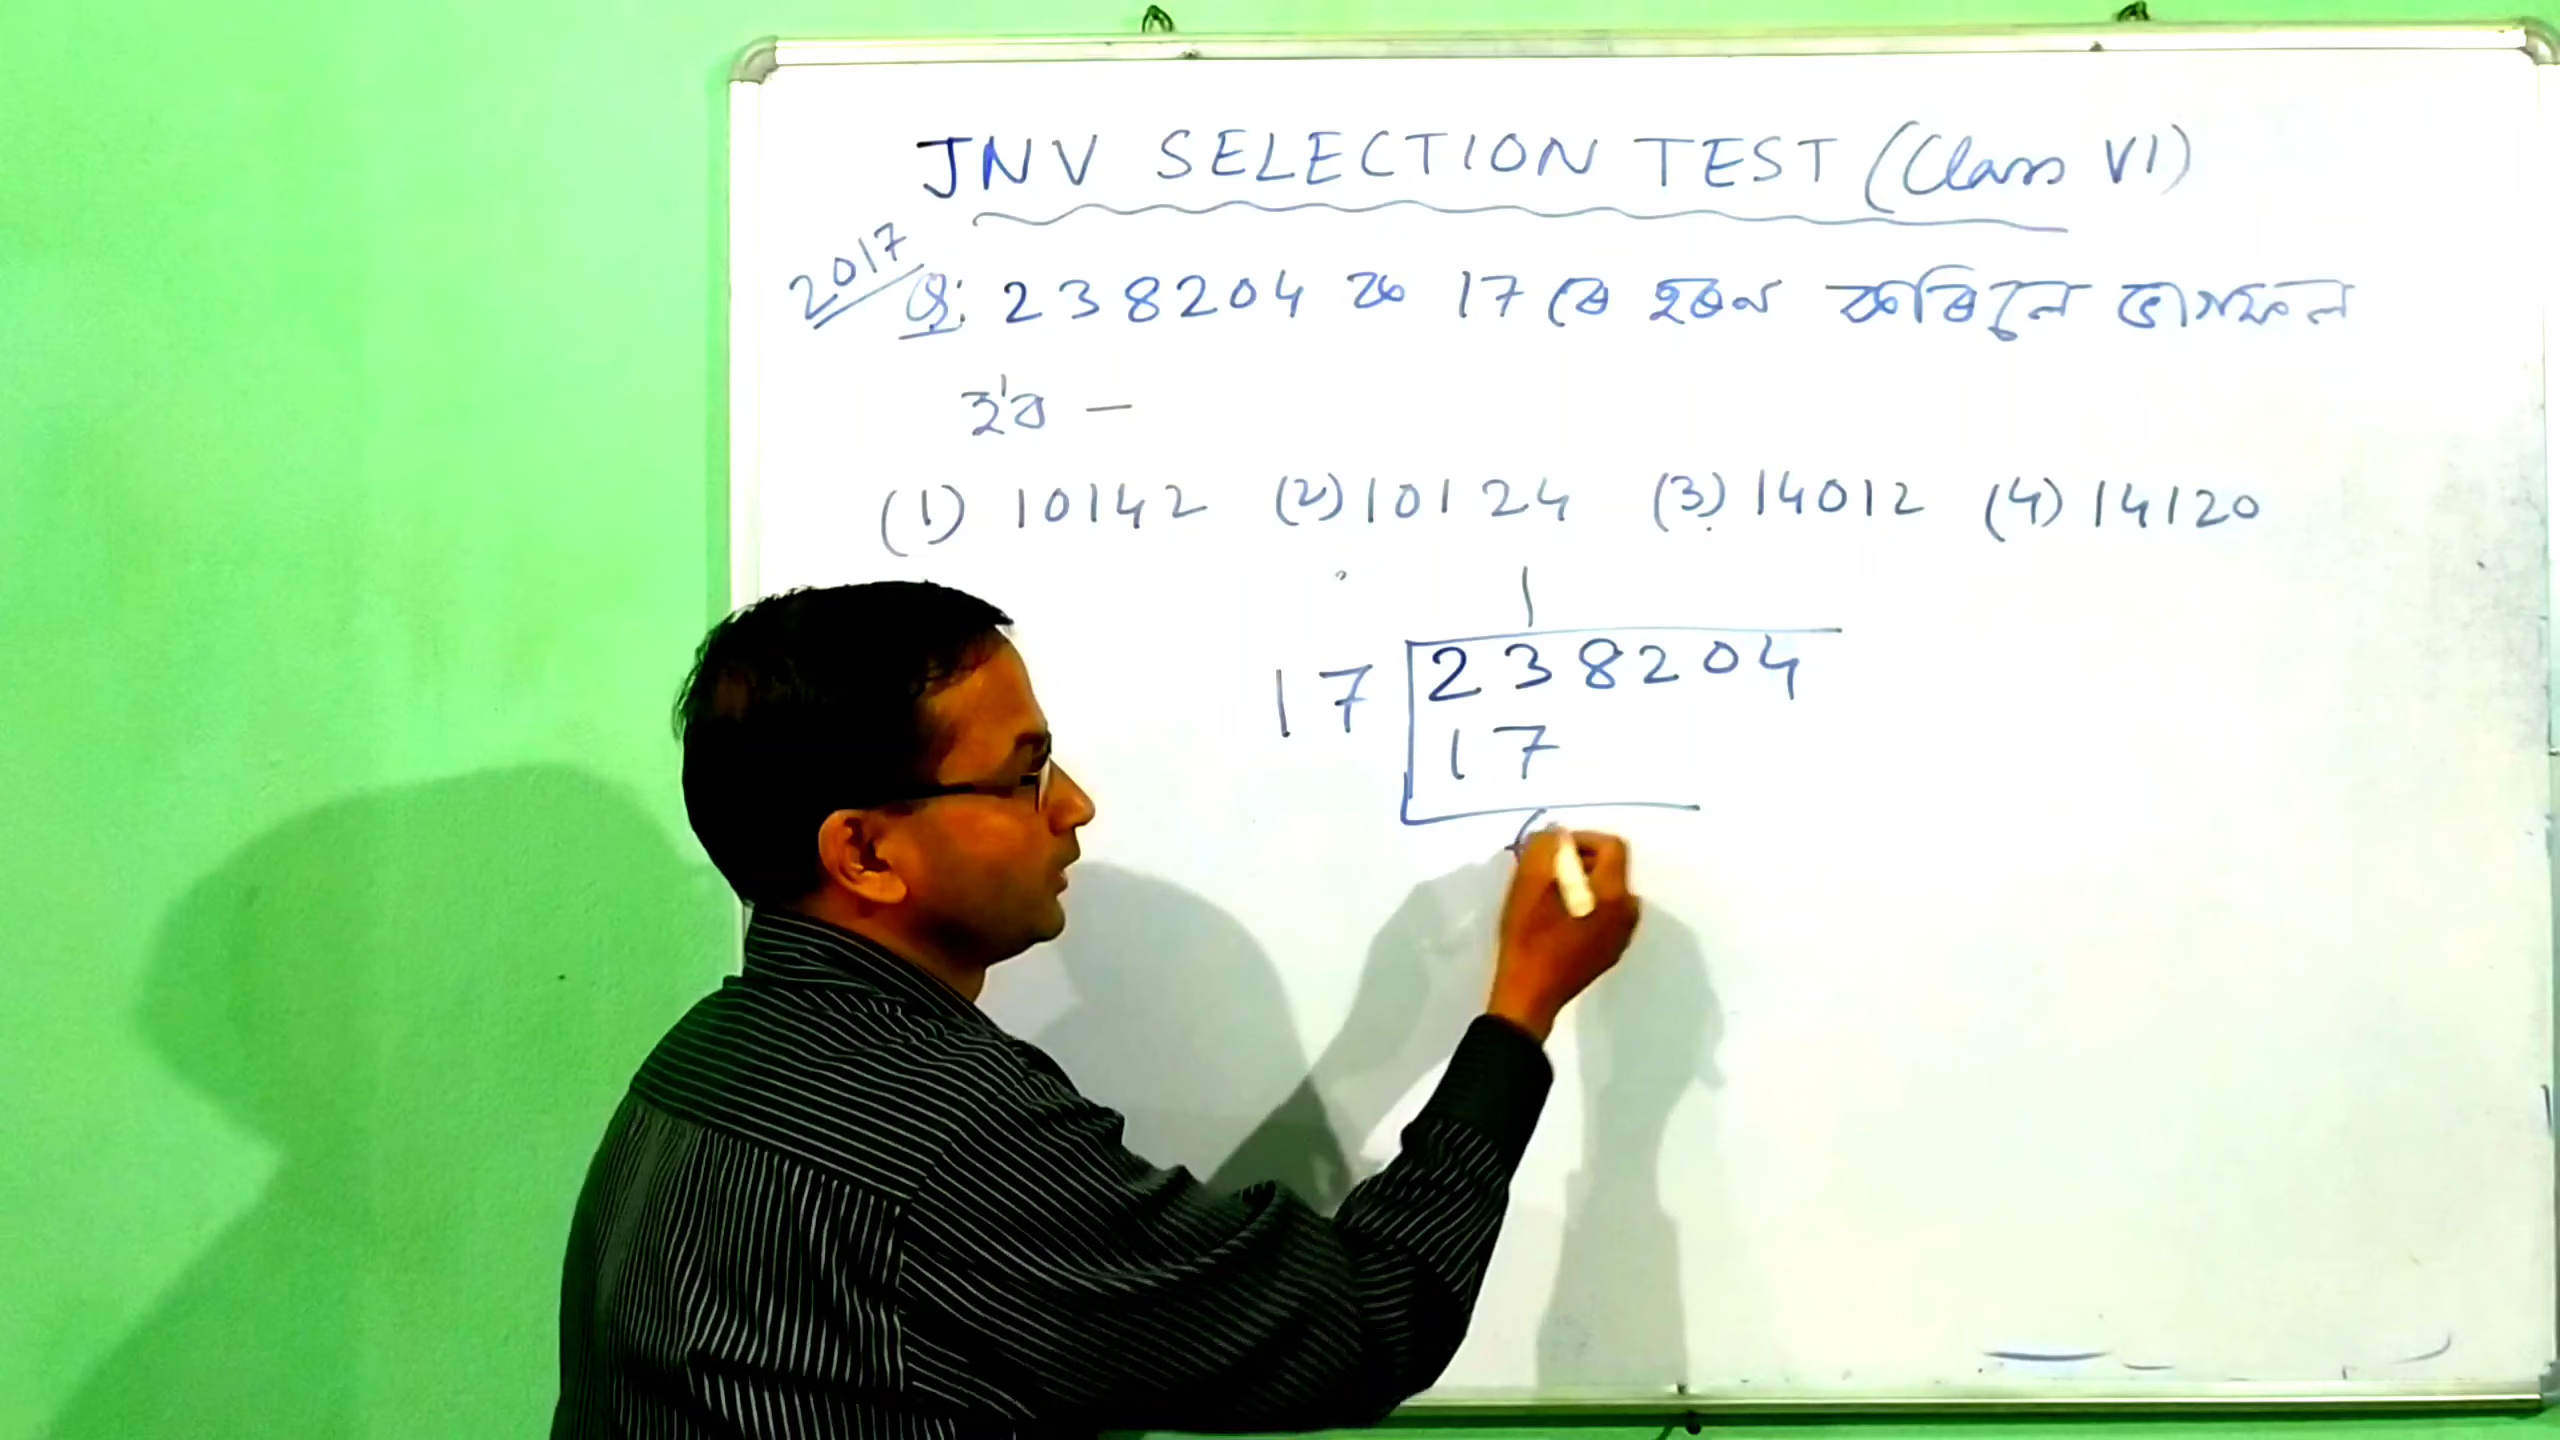 JNV SELECTION TEST (Class VI)
2017
Q: 238204 ক 17 ৰে হৰণ কৰিলে ভাগফল
হ'ব —
(1) 10142 (2) 10124 (3) 14012 (4) 14120
1
17 238204
17
6